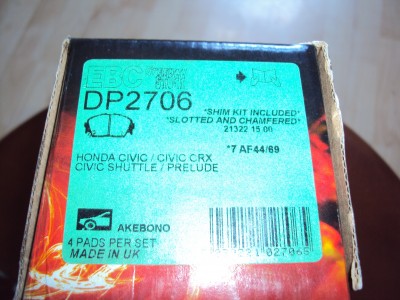 EBC
DP2706
*SHIM KIT INCLUDED*
*SLOTTED AND CHAMFERED*
21322 15.00
*7 AF44/69
HONDA CIVIC / CIVIC CRX
CIVIC SHUTTLE / PRELUDE
AKEBONO
4 PADS PER SET
MADE IN UK